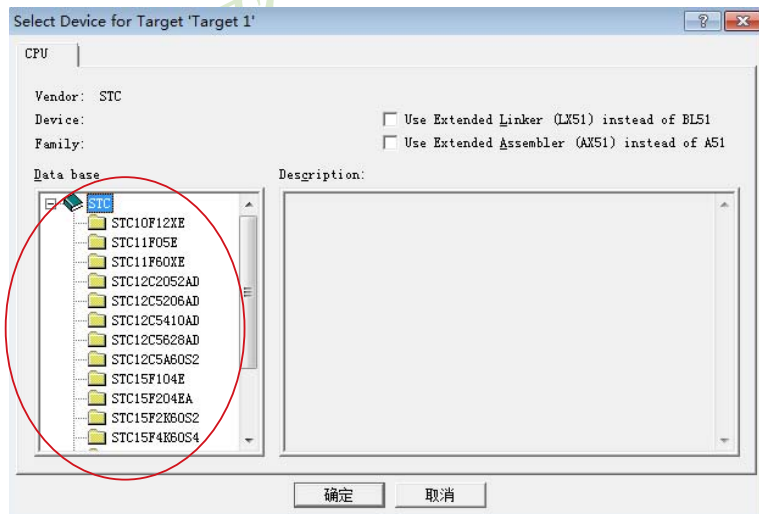 Select Device for Target 'Target 1'
CPU
Vendor: STC
Device:
Use Extended Linker (LX51) instead of BL51
Family:
Use Extended Assembler (AX51) instead of A51
Data base
Description:
STC
STC10F12XE
STC11F05E
STC11F60XE
STC12C2052AD
STC12C5206AD
STC12C5410AD
STC12C5628AD
STC12C5A60S2
STC15F104E
STC15F204EA
STC15F2K60S2
STC15F4K60S4
确定
取消